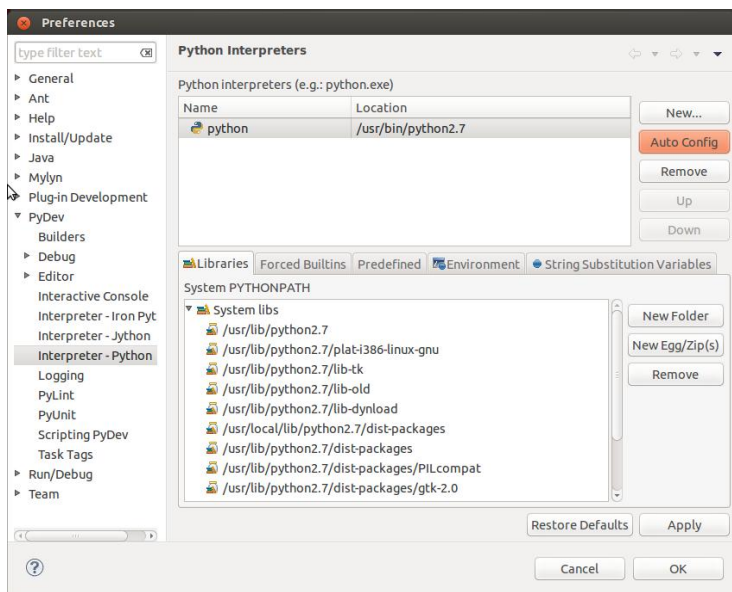 Preferences
type filter text
General
Ant
Help
Install/Update
Java
Mylyn
Plug-in Development
PyDev
Builders
Debug
Editor
Interactive Console
Interpreter - Iron Pyt
Interpreter - Jython
Interpreter - Python
Logging
PyLint
PyUnit
Scripting PyDev
Task Tags
Run/Debug
Team
Python Interpreters
Python interpreters (e.g.: python.exe)
Name Location
python /usr/bin/python2.7
New...
Auto Config
Remove
Up
Down
Libraries Forced Builtins Predefined Environment String Substitution Variables
System PYTHONPATH
System libs
/usr/lib/python2.7
/usr/lib/python2.7/plat-i386-linux-gnu
/usr/lib/python2.7/lib-tk
/usr/lib/python2.7/lib-old
/usr/lib/python2.7/lib-dynload
/usr/local/lib/python2.7/dist-packages
/usr/lib/python2.7/dist-packages
/usr/lib/python2.7/dist-packages/PILcompat
/usr/lib/python2.7/dist-packages/gtk-2.0
New Folder
New Egg/Zip(s)
Remove
Restore Defaults Apply
? Cancel OK